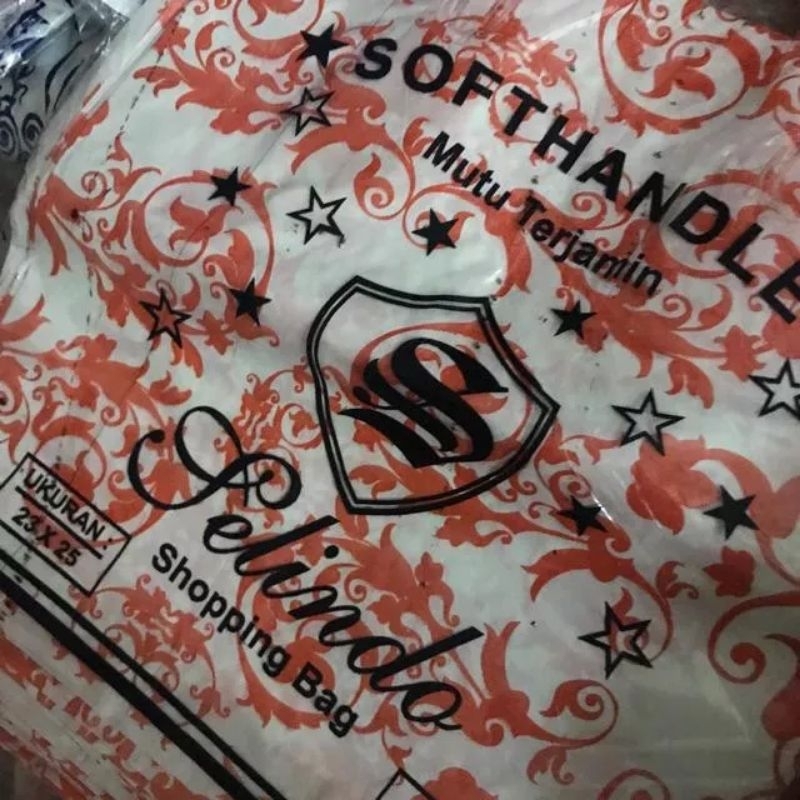 SOFTHANDLE
Mutu Terjamin
S
Selindo
Shopping Bag
UKURAN :
23 X 25